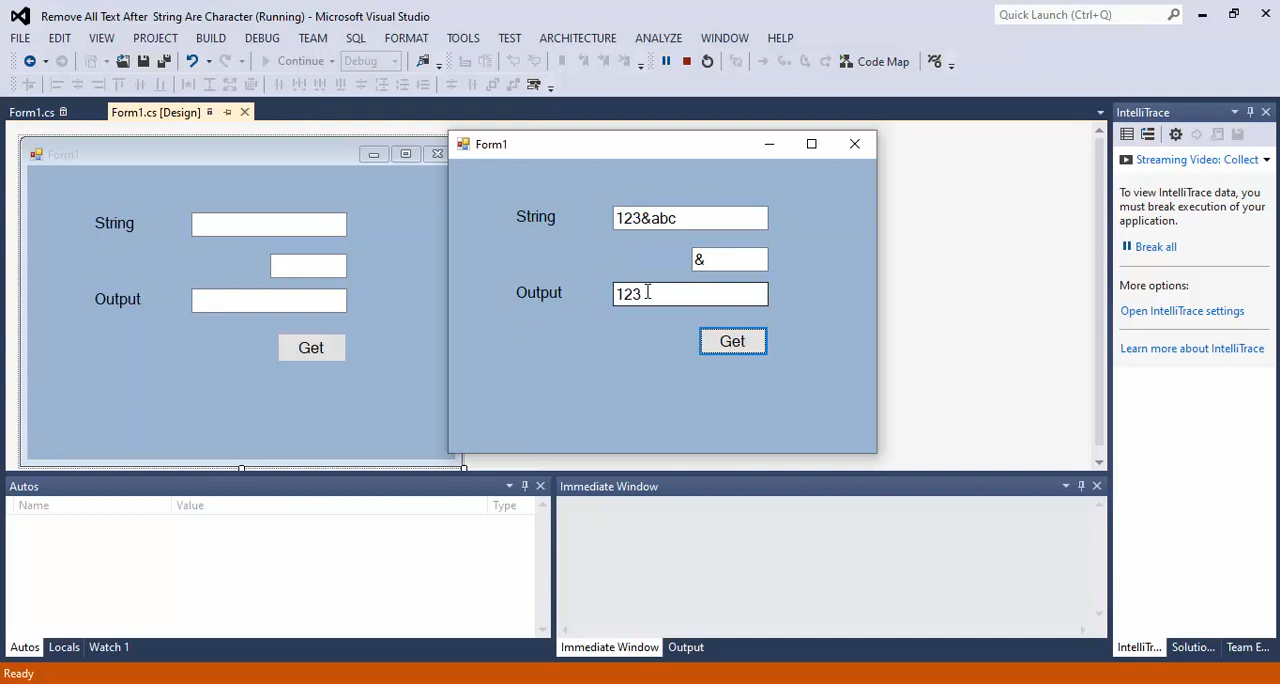 Remove All Text After  String Are Character (Running) - Microsoft Visual Studio
Quick Launch (Ctrl+Q)
FILE EDIT VIEW PROJECT BUILD DEBUG TEAM SQL FORMAT TOOLS TEST ARCHITECTURE ANALYZE WINDOW HELP
Continue Debug Code Map
Form1.cs Form1.cs [Design]
IntelliTrace
Form1
Form1
Streaming Video: Collect
To view IntelliTrace data, you
must break execution of your
application.
Break all
More options:
Open IntelliTrace settings
Learn more about IntelliTrace
String
Output
Get
String 123&abc
&
Output 123
Get
Autos
Name Value Type
Immediate Window
Autos Locals Watch 1
Immediate Window Output
IntelliTr... Solutio... Team E...
Ready